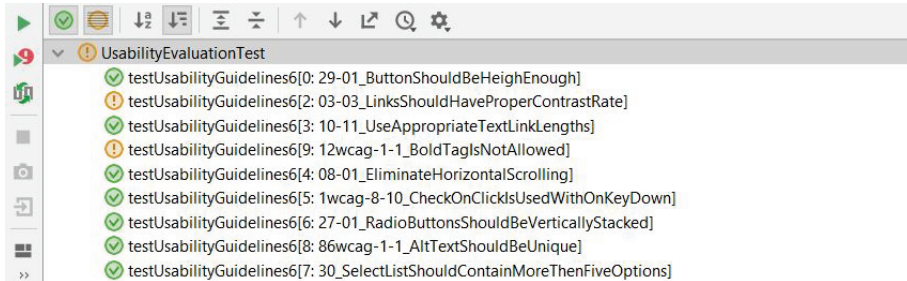 UsabilityEvaluationTest
testUsabilityGuidelines6[0: 29-01_ButtonShouldBeHeighEnough]
testUsabilityGuidelines6[2: 03-03_LinksShouldHaveProperContrastRate]
testUsabilityGuidelines6[3: 10-11_UseAppropriateTextLinkLengths]
testUsabilityGuidelines6[9: 12wcag-1-1_BoldTagIsNotAllowed]
testUsabilityGuidelines6[4: 08-01_EliminateHorizontalScrolling]
testUsabilityGuidelines6[5: 1wcag-8-10_CheckOnClickIsUsedWithOnKeyDown]
testUsabilityGuidelines6[6: 27-01_RadioButtonsShouldBeVerticallyStacked]
testUsabilityGuidelines6[8: 86wcag-1-1_AltTextShouldBeUnique]
testUsabilityGuidelines6[7: 30_SelectListShouldContainMoreThenFiveOptions]